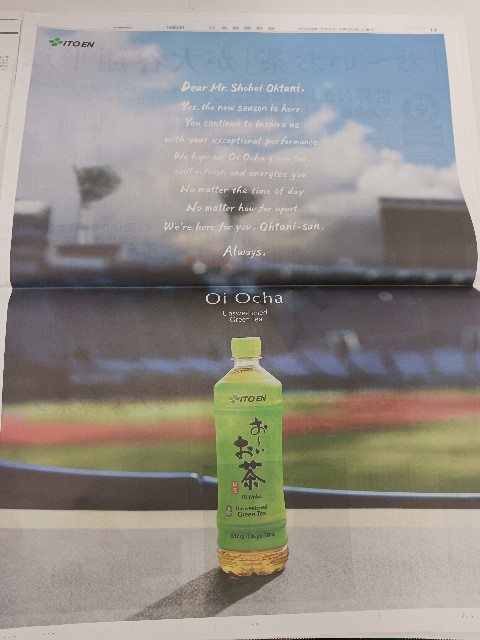 ITO EN
Dear Mr. Shohei Ohtani,
Yes, the new season is here.
You continue to inspire us
with your exceptional performance.
We hope our Oi Ocha green tea
will refresh and energize you.
No matter the time of day
No matter how far apart
We're here for you, Ohtani-san.
Always.
Oi Ocha
Unsweetened
Green Tea
ITO EN
お〜い
お茶
Oi Ocha
Unsweetened
Green Tea